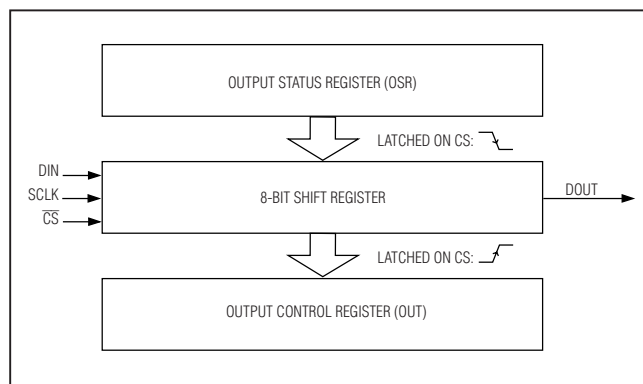 OUTPUT STATUS REGISTER (OSR)
LATCHED ON CS:
DIN
SCLK
CS
8-BIT SHIFT REGISTER
DOUT
LATCHED ON CS:
OUTPUT CONTROL REGISTER (OUT)